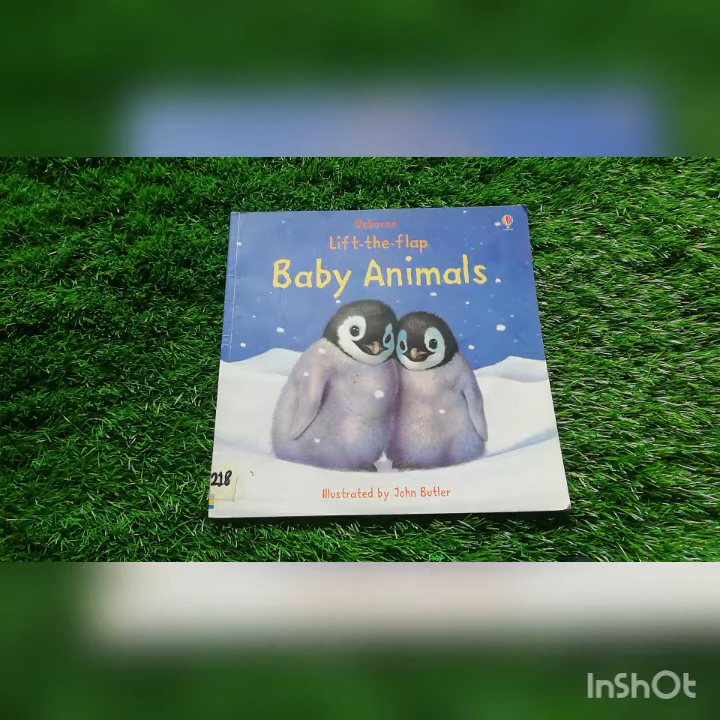 Usborne
Lift-the-flap
Baby Animals
218
Illustrated by John Butler
InShOt